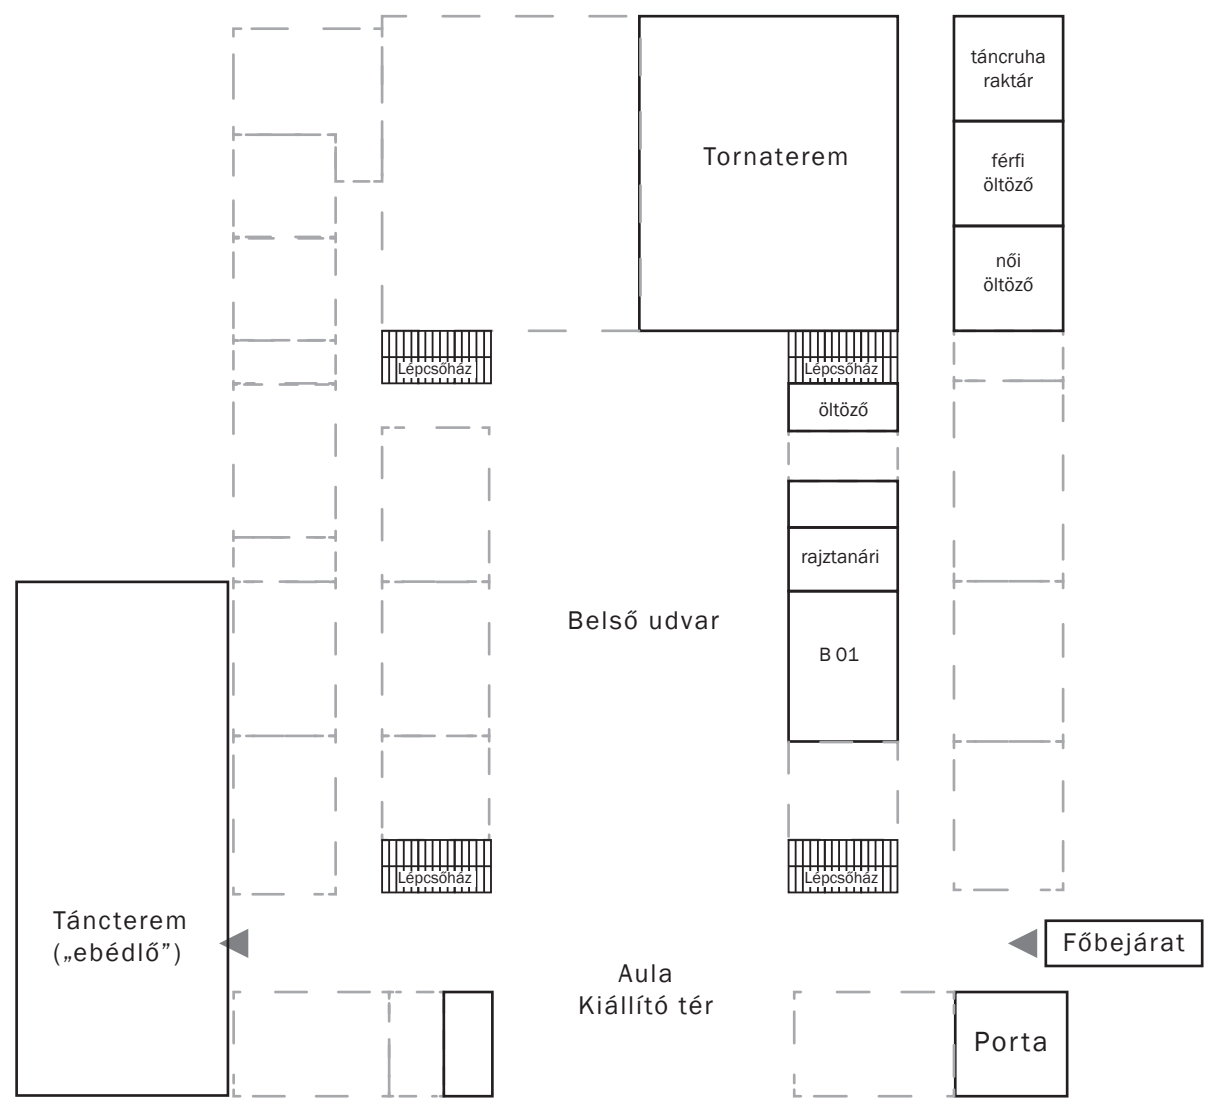 táncruha
raktár
Tornaterem
férfi
öltöző
női
öltöző
Lépcsőház
Lépcsőház
öltöző
rajztanári
Belső udvar
B 01
Lépcsőház
Lépcsőház
Táncterem
(„ebédlő”)
Főbejárat
Aula
Kiállító tér
Porta